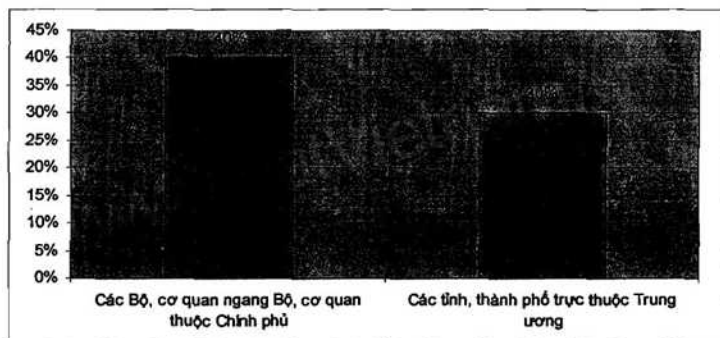 45%
40%
35%
30%
25%
20%
15%
10%
5%
0%
Các Bộ, cơ quan ngang Bộ, cơ quan
thuộc Chính phủ
Các tỉnh, thành phố trực thuộc Trung
ương